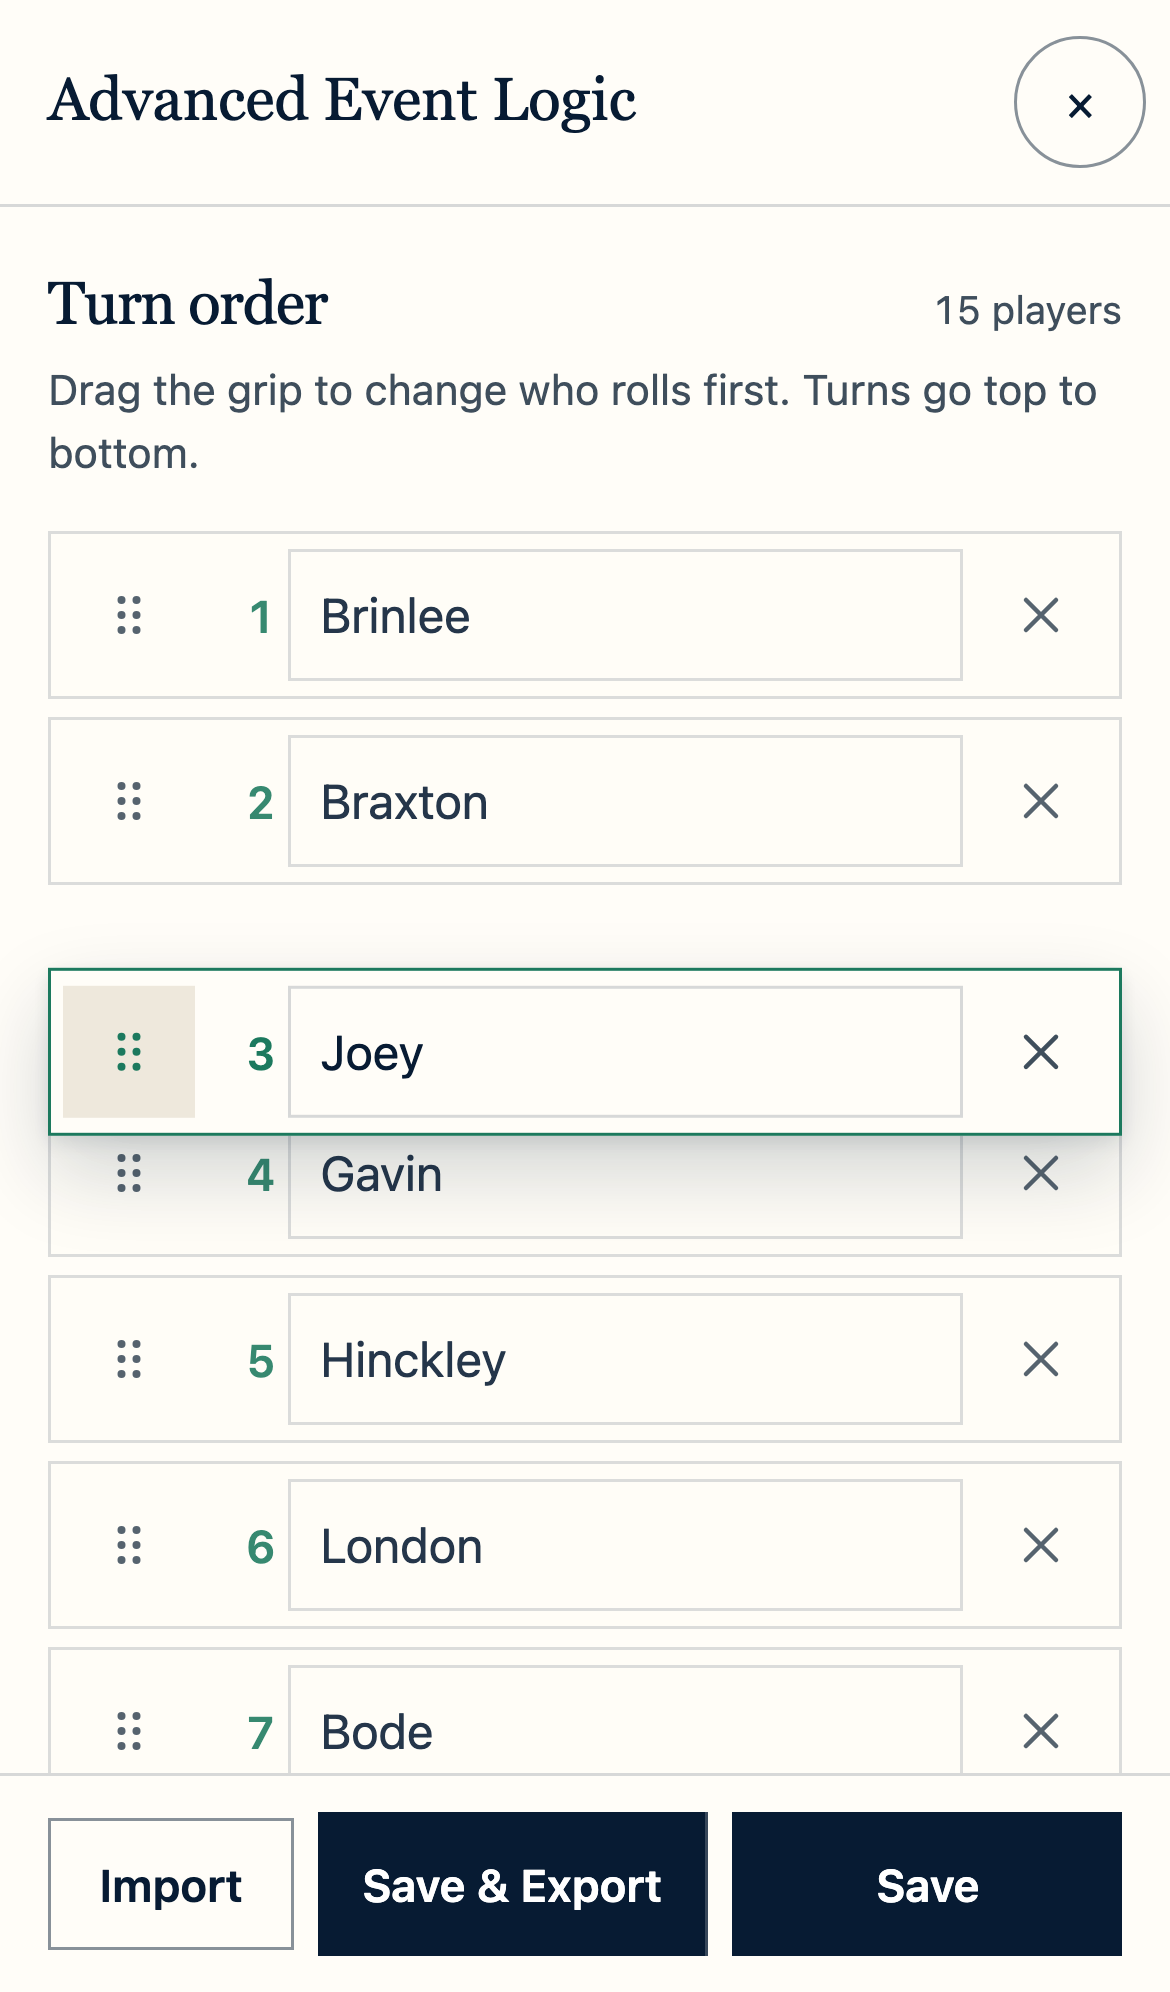 Advanced Event Logic
×
Turn order
15 players
Drag the grip to change who rolls first. Turns go top to
bottom.
1 Brinlee
2 Braxton
3 Joey
4 Gavin
5 Hinckley
6 London
7 Bode
Import
Save & Export
Save